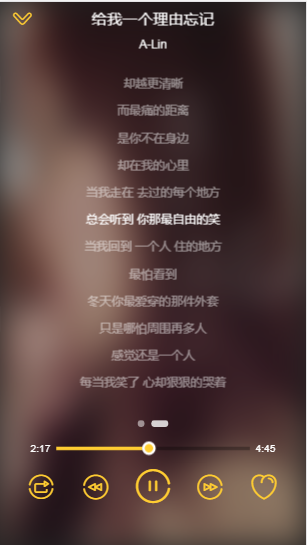 给我一个理由忘记
A-Lin
却越更清晰
而最痛的距离
是你不在身边
却在我的心里
当我走在 去过的每个地方
总会听到 你那最自由的笑
当我回到 一个人 住的地方
最怕看到
冬天你最爱穿的那件外套
只是哪怕周围再多人
感觉还是一个人
每当我笑了 心却狠狠的哭着
2:17 4:45